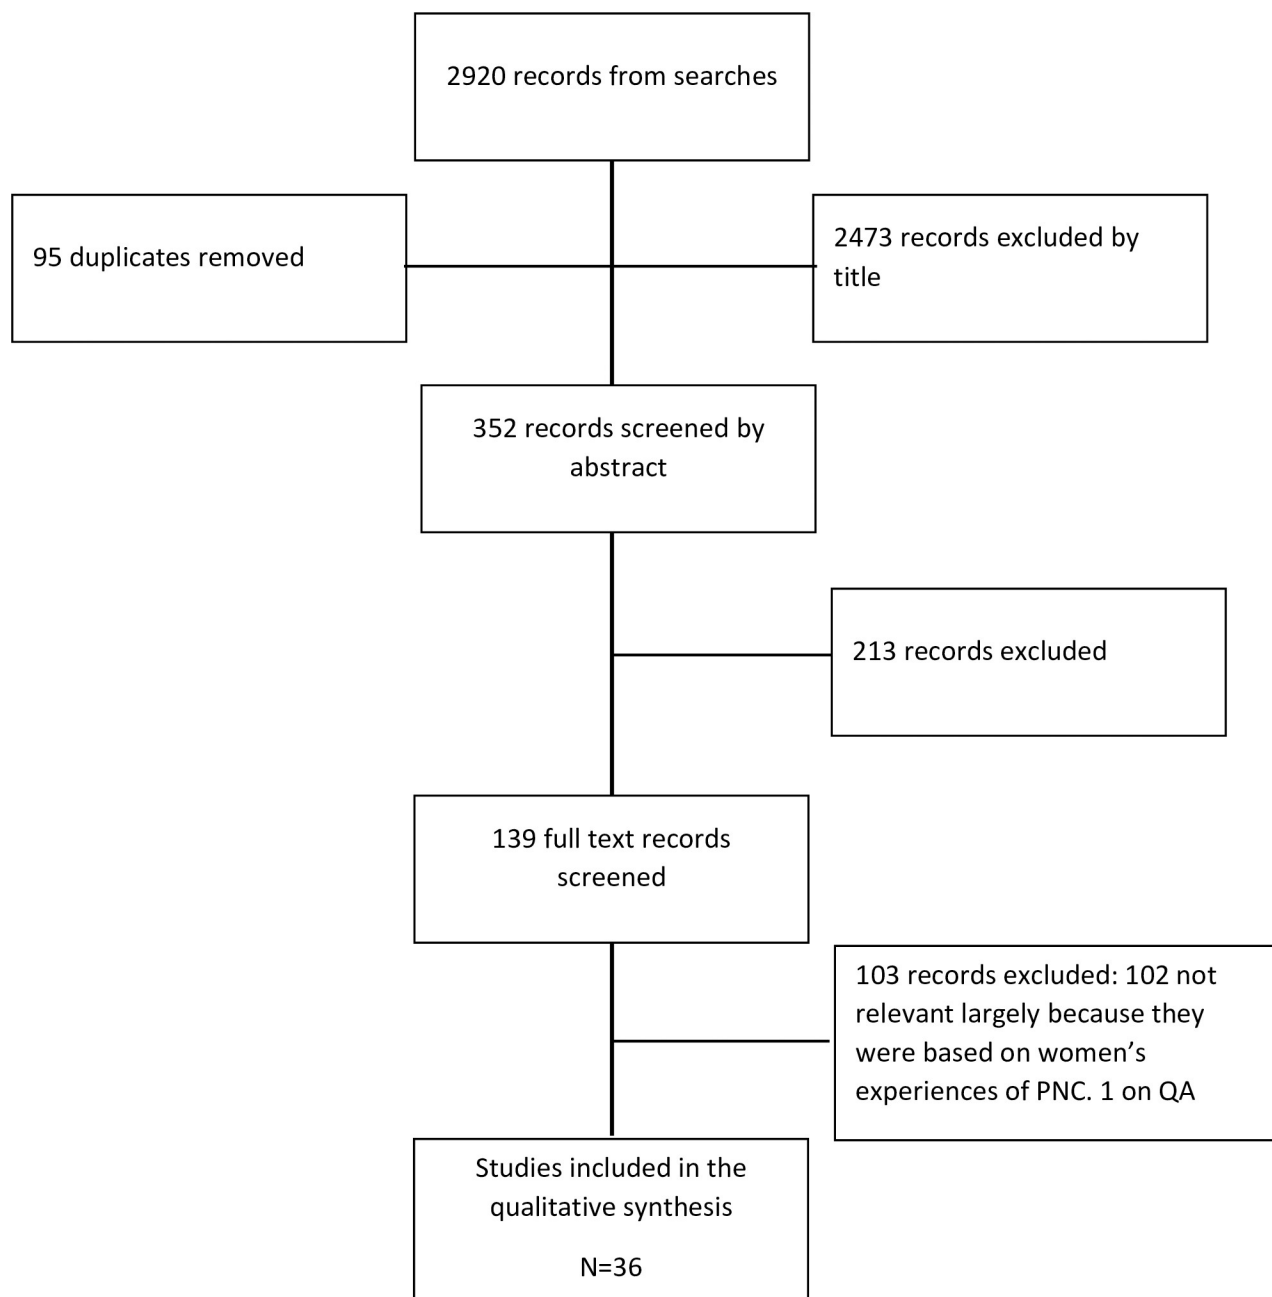 2920 records from searches
95 duplicates removed
2473 records excluded by
title
352 records screened by
abstract
213 records excluded
139 full text records
screened
103 records excluded: 102 not
relevant largely because they
were based on women’s
experiences of PNC. 1 on QA
Studies included in the
qualitative synthesis
N=36